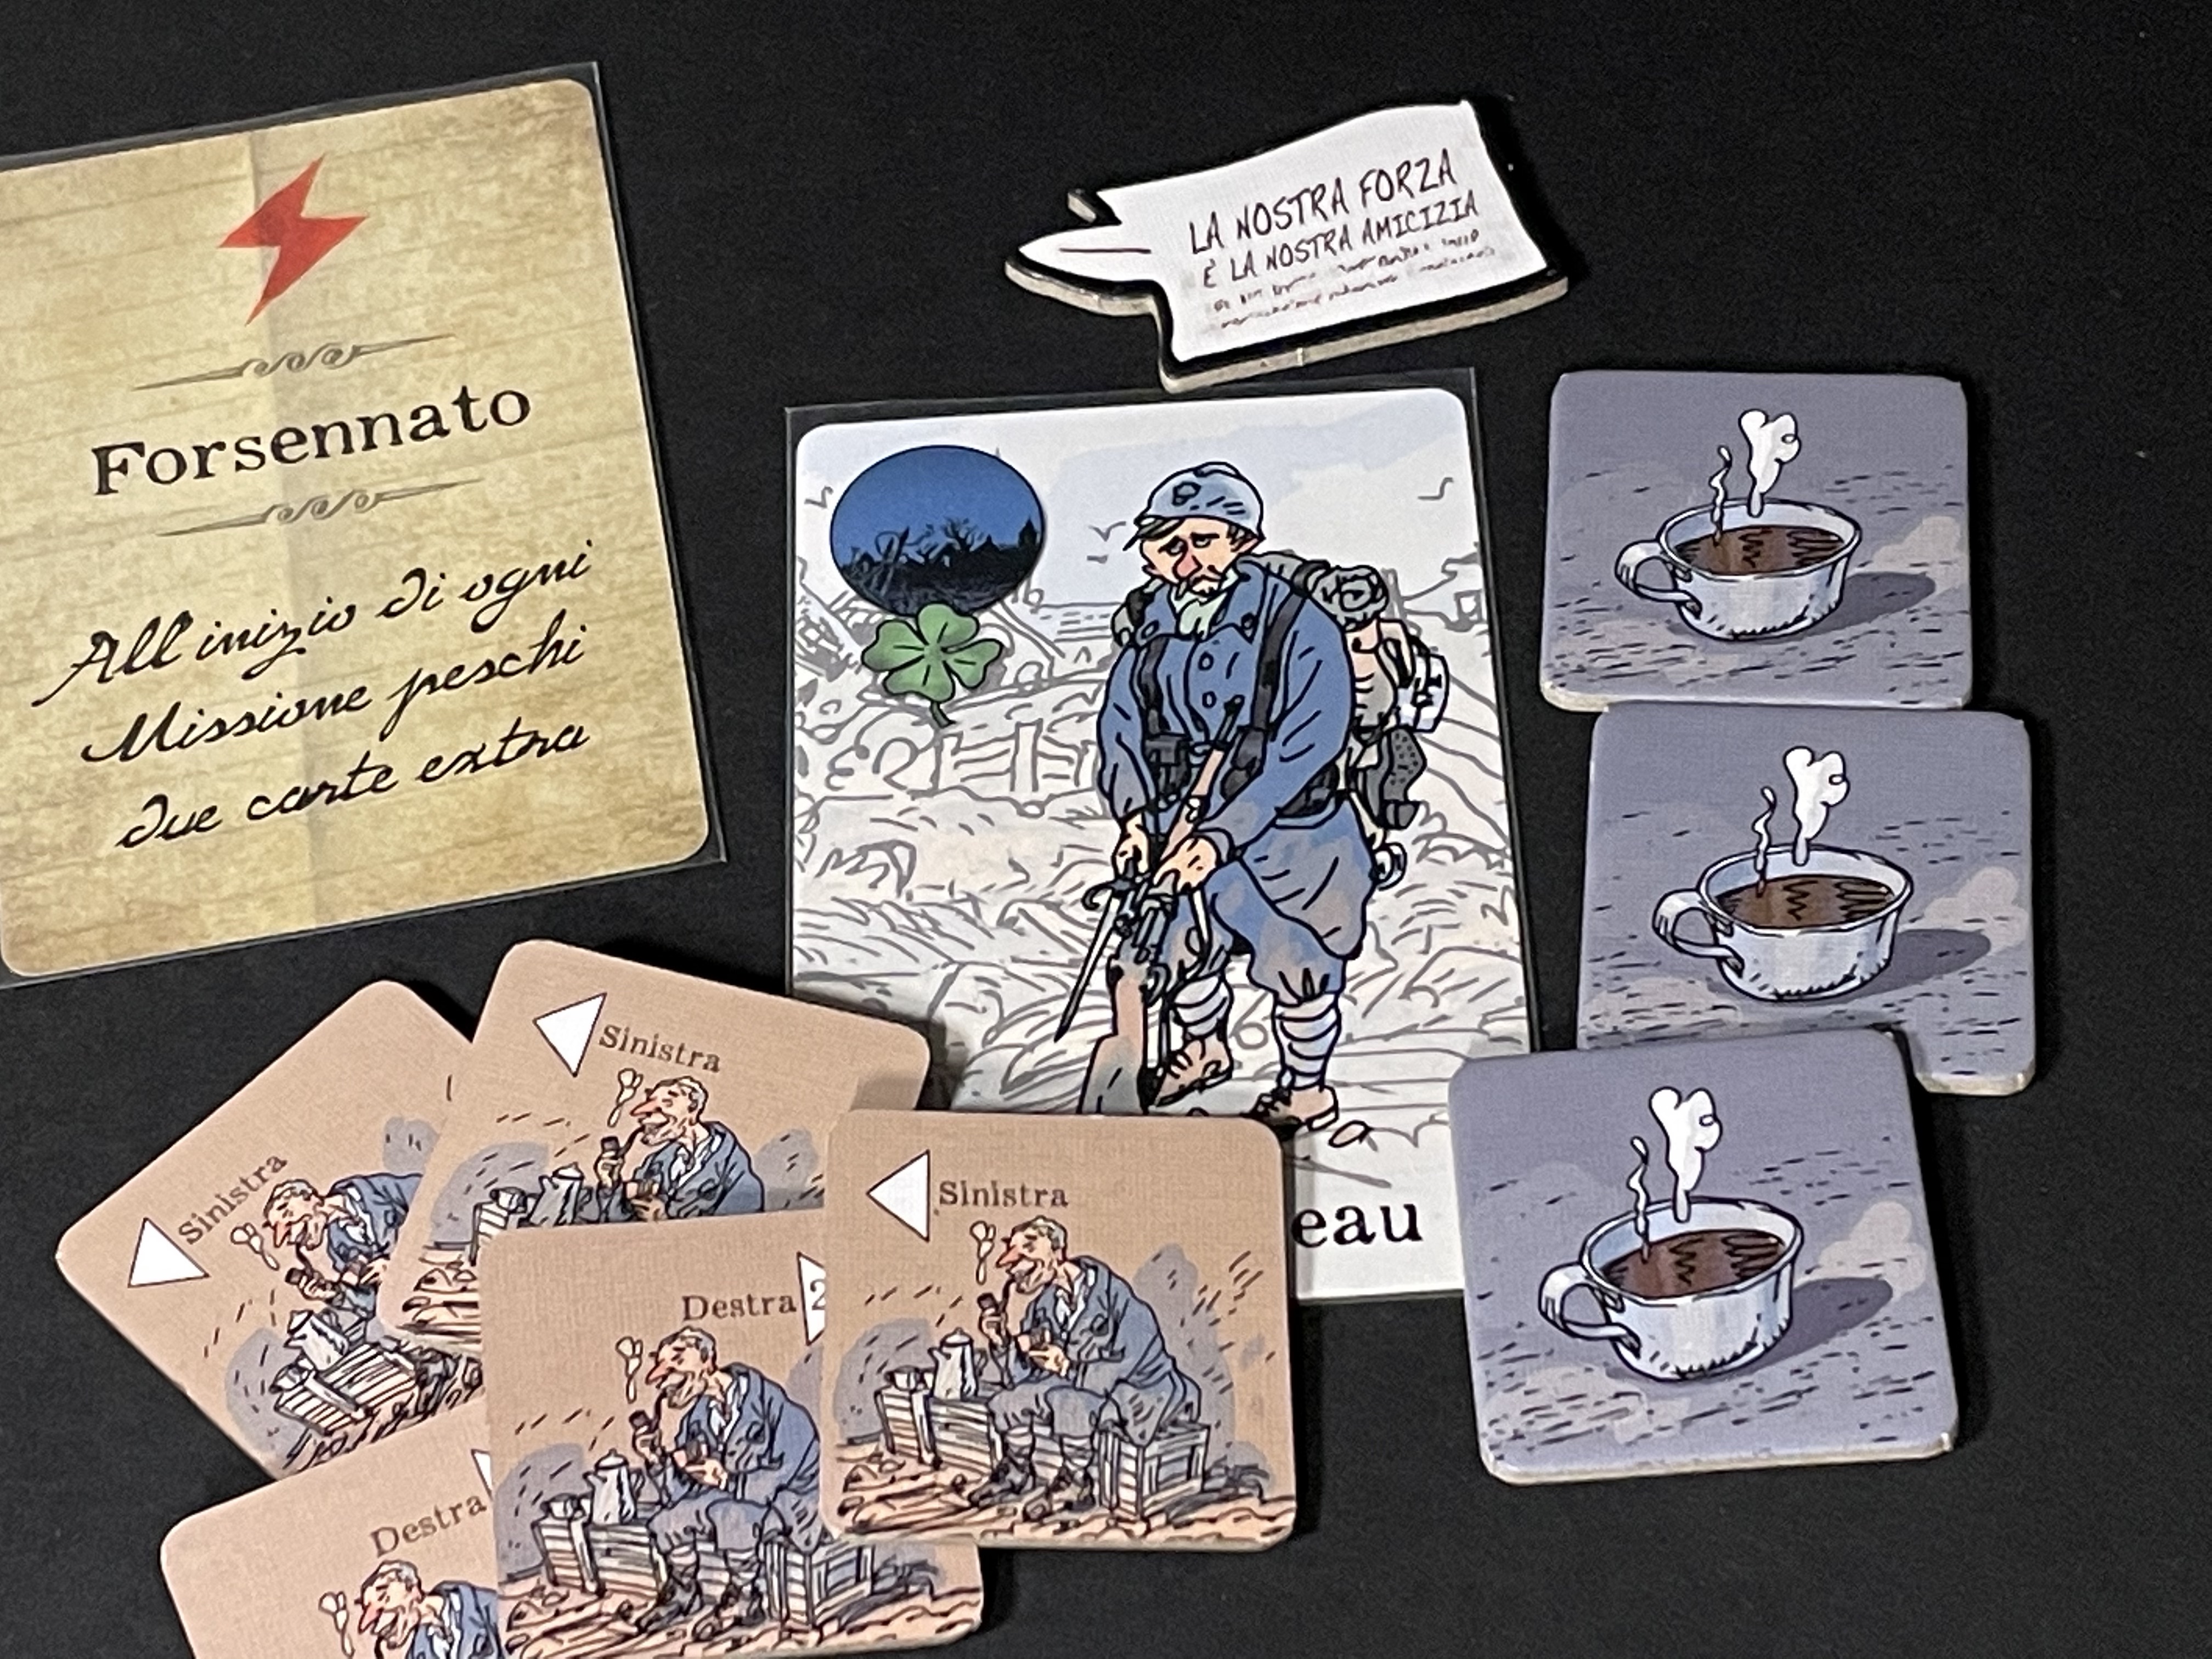 Forsennato
All'inizio di ogni
Missione peschi
due carte extra
LA NOSTRA FORZA
È LA NOSTRA AMICIZIA
Sinistra
Sinistra
Destra 2
Sinistra
Destra
eau